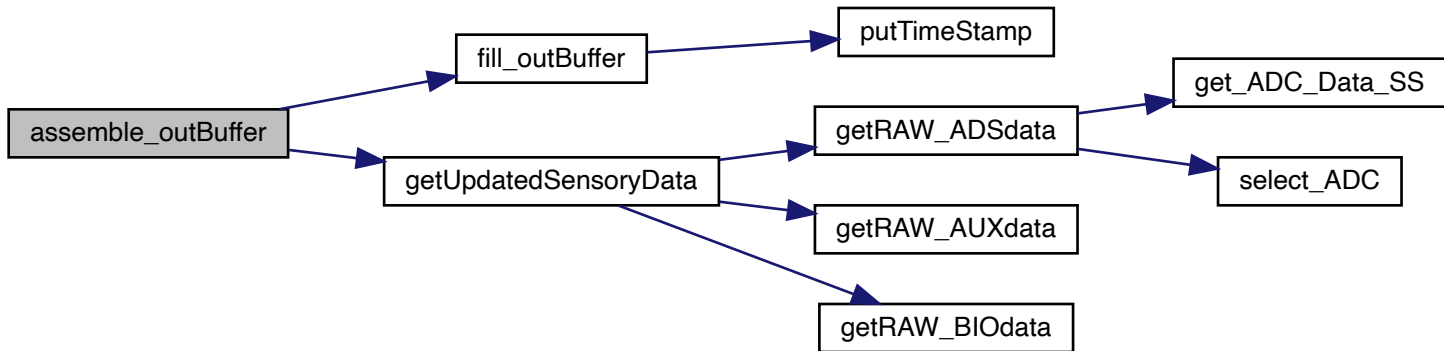 assemble_outBuffer
fill_outBuffer
putTimeStamp
getUpdatedSensoryData
getRAW_ADSdata
get_ADC_Data_SS
select_ADC
getRAW_AUXdata
getRAW_BIOdata